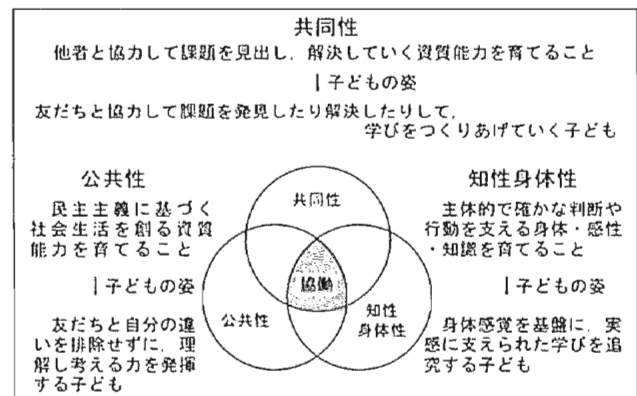 共同性
他者と協力して課題を見出し，解決していく資質能力を育てること
｜子どもの姿
友だちと協力して課題を発見したり解決したりして，
学びをつくりあげていく子ども
公共性
民主主義に基づく
社会生活を創る資質
能力を育てること
｜子どもの姿
友だちと自分の違
いを排除せずに，理
解し考える力を発揮
する子ども
共同性
協働
公共性
知性
身体性
知性身体性
主体的で確かな判断や
行動を支える身体・感性
・知識を育てること
｜子どもの姿
身体感覚を基盤に，実
感に支えられた学びを追
究する子ども